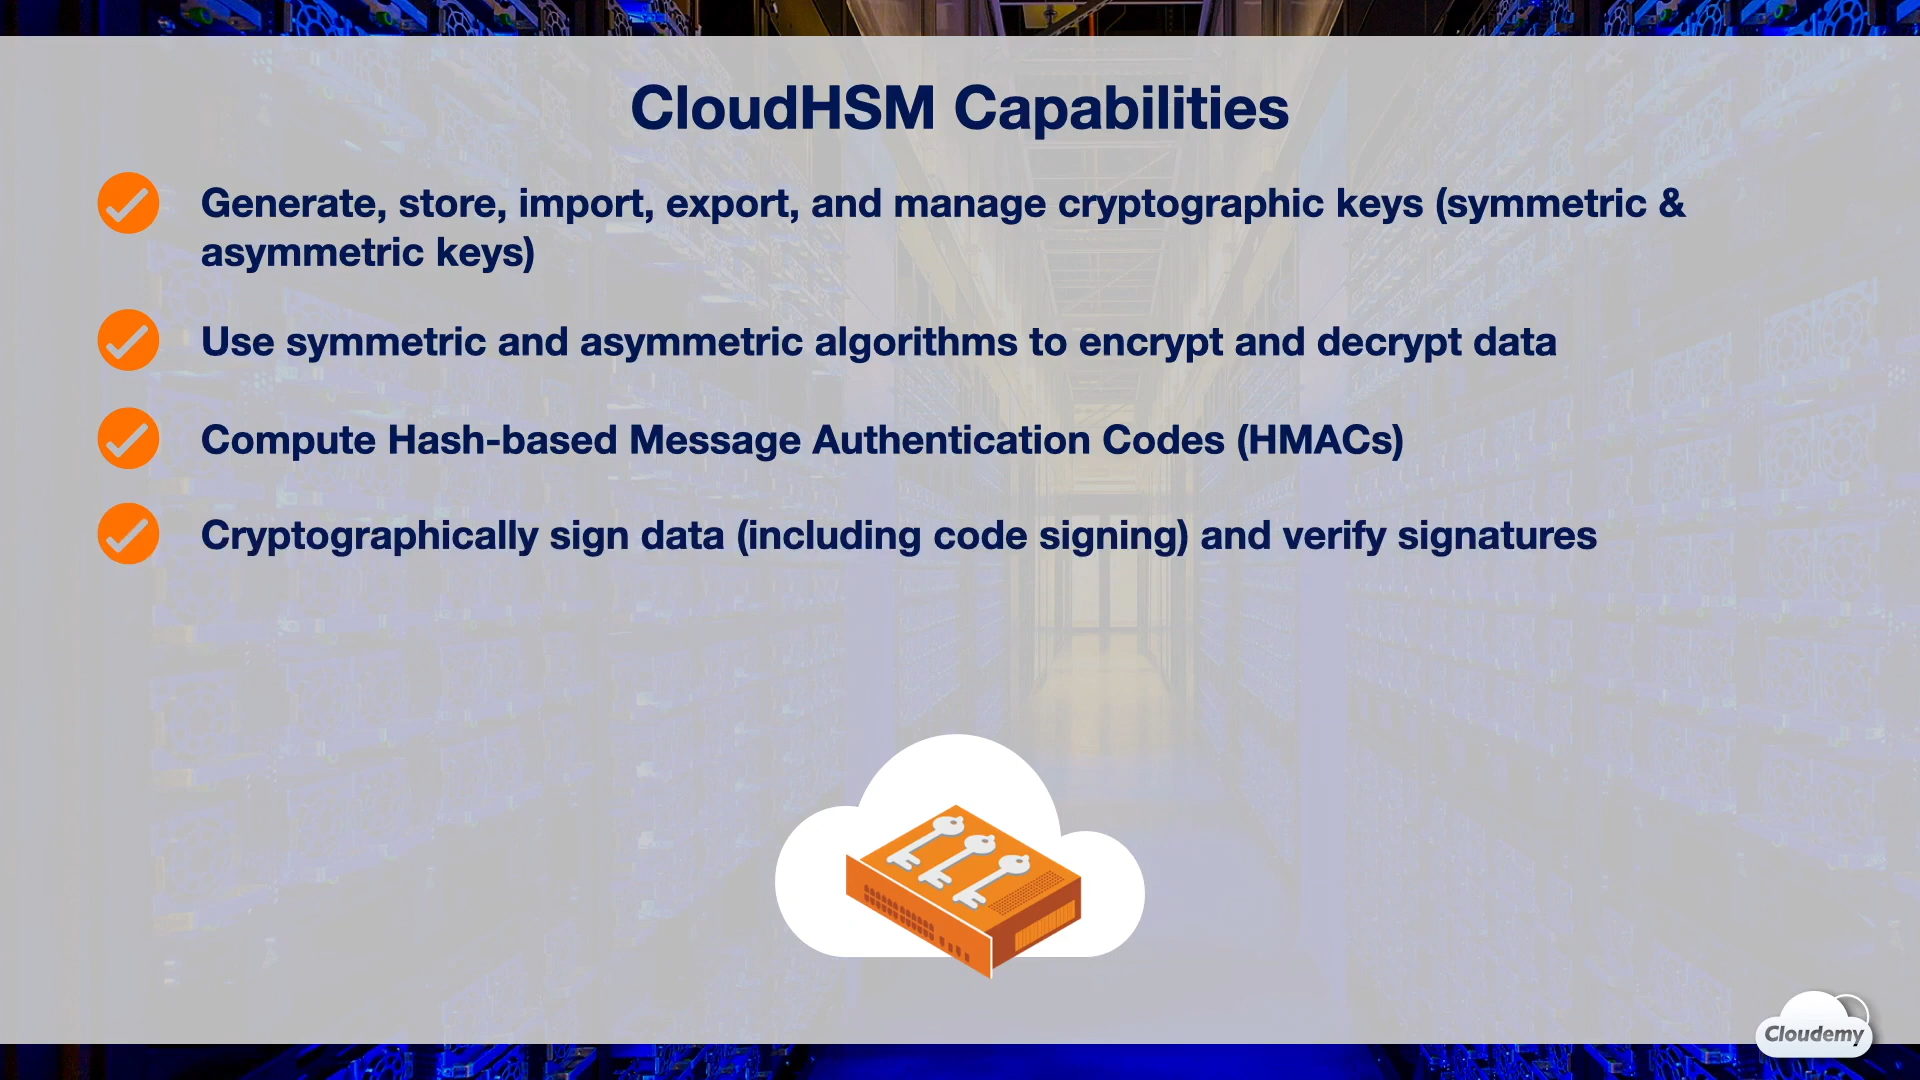 CloudHSM Capabilities
Generate, store, import, export, and manage cryptographic keys (symmetric &
asymmetric keys)
Use symmetric and asymmetric algorithms to encrypt and decrypt data
Compute Hash-based Message Authentication Codes (HMACs)
Cryptographically sign data (including code signing) and verify signatures
Cloudemy